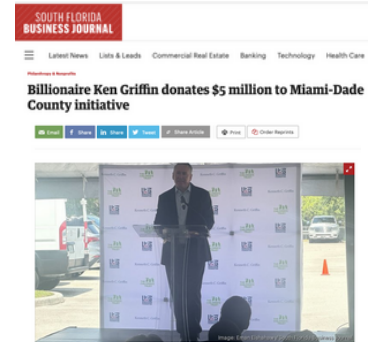 SOUTH FLORIDA
BUSINESS JOURNAL
Latest News Lists & Leads Commercial Real Estate Banking Technology Health Care
Philanthropy & Nonprofits
Billionaire Ken Griffin donates $5 million to Miami-Dade
County initiative
Email Share Share Tweet Share Article Print Order Reprints